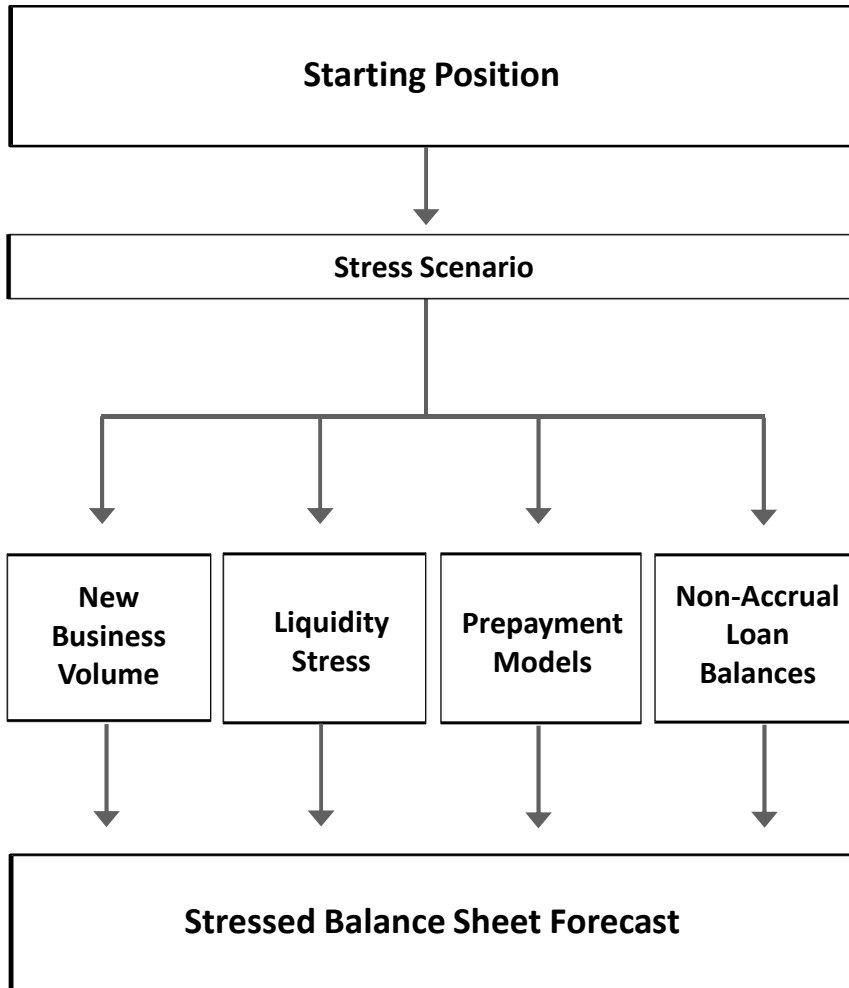 Starting Position
Stress Scenario
New
Business
Volume
Liquidity
Stress
Prepayment
Models
Non-Accrual
Loan
Balances
Stressed Balance Sheet Forecast